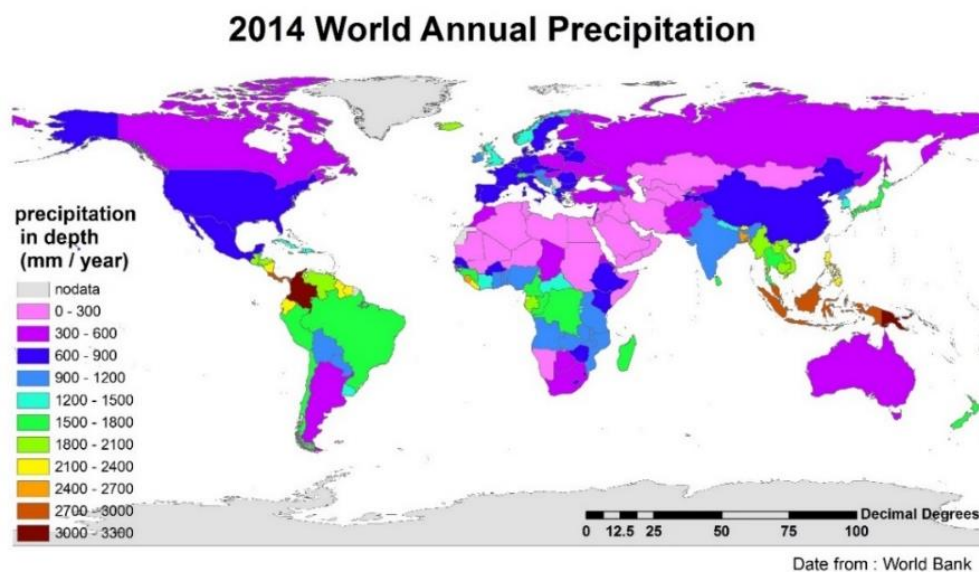 2014 World Annual Precipitation
precipitation
in depth
(mm / year)
nodata
0 - 300
300 - 600
600 - 900
900 - 1200
1200 - 1500
1500 - 1800
1800 - 2100
2100 - 2400
2400 - 2700
2700 - 3000
3000 - 3300
Decimal Degrees
0 12.5 25 50 75 100
Date from : World Bank